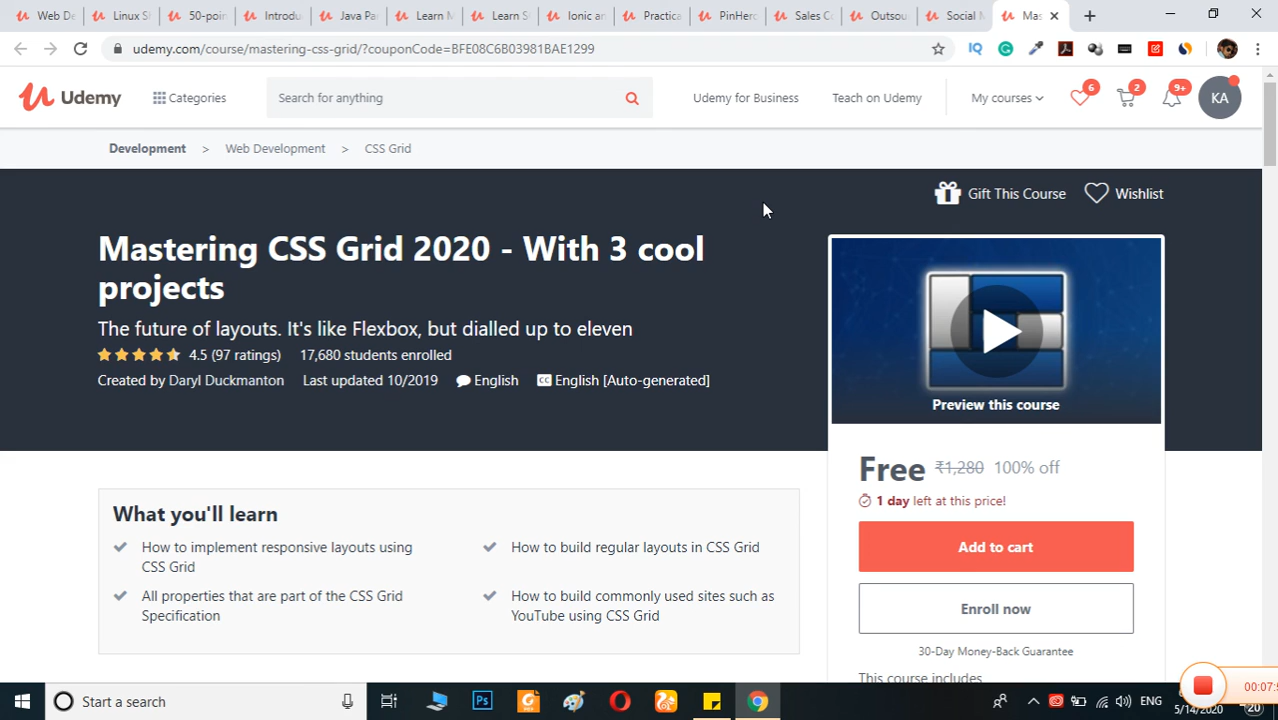 Web De
Linux S
50-poin
Introdu
Java Pa
Learn M
Learn S
Ionic an
Practica
PinHero
Sales Co
Outsou
Social M
Mas
udemy.com/course/mastering-css-grid/?couponCode=BFE08C6B03981BAE1299
Udemy
Categories
Search for anything
Udemy for Business
Teach on Udemy
My courses
6
2
9+
KA
Development > Web Development > CSS Grid
Gift This Course
Wishlist
Mastering CSS Grid 2020 - With 3 cool
projects
The future of layouts. It's like Flexbox, but dialled up to eleven
4.5 (97 ratings) 17,680 students enrolled
Created by Daryl Duckmanton Last updated 10/2019 English CC English [Auto-generated]
Preview this course
Free ₹1,280 100% off
1 day left at this price!
Add to cart
Enroll now
30-Day Money-Back Guarantee
This course includes
What you'll learn
How to implement responsive layouts using
CSS Grid
How to build regular layouts in CSS Grid
All properties that are part of the CSS Grid
Specification
How to build commonly used sites such as
YouTube using CSS Grid
Start a search
Ps
ENG
5/14/2020
20
00:07:5